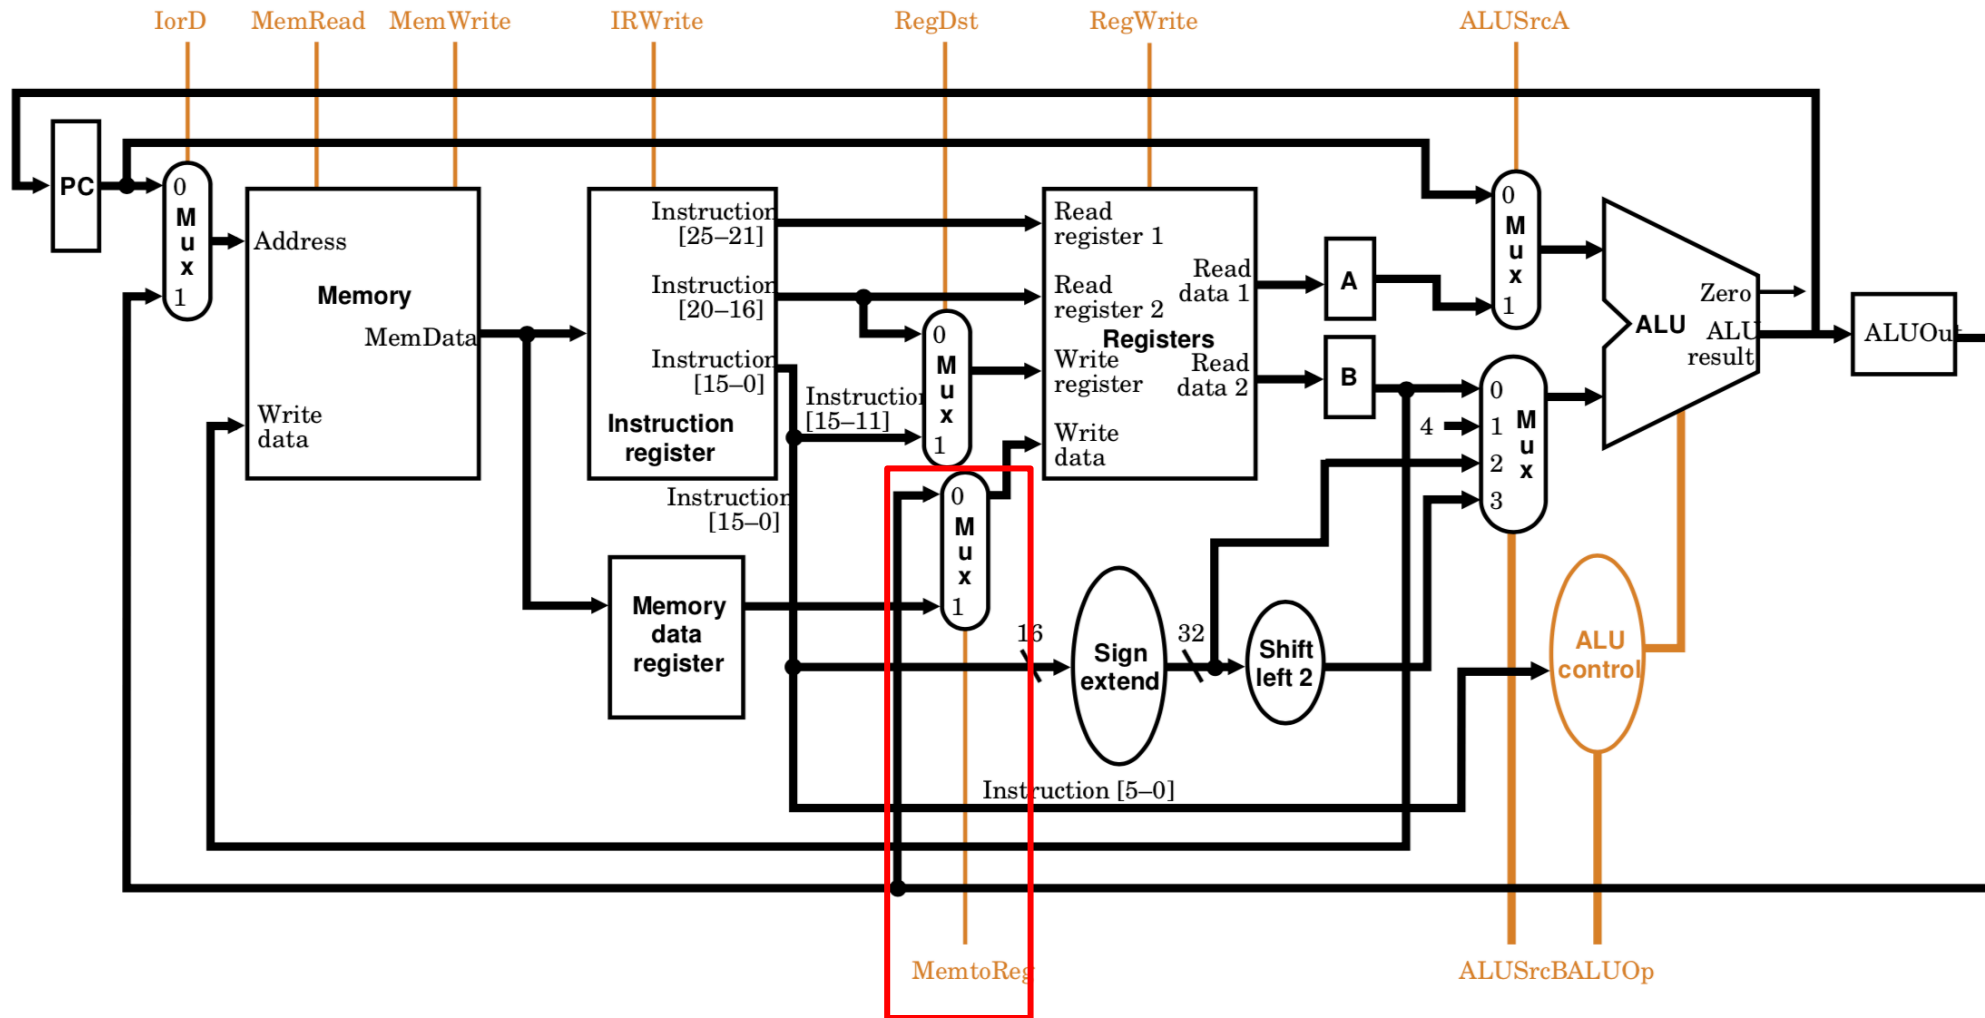 IorD
MemRead
MemWrite
IRWrite
RegDst
RegWrite
ALUSrcA
PC
0
M
u
x
1
Address
Memory
MemData
Write
data
Instruction
[25–21]
Instruction
[20–16]
Instruction
[15–0]
Instruction
register
Instruction
[15–11]
Instruction
[15–0]
0
M
u
x
1
Read
register 1
Read
register 2
Registers
Write
register
Write
data
Read
data 1
Read
data 2
A
B
0
M
u
x
1
4
0
1
2
3
M
u
x
Zero
ALU
ALU
result
ALUOut
Memory
data
register
0
M
u
x
1
16
Sign
extend
32
Shift
left 2
ALU
control
Instruction [5–0]
MemtoReg
ALUSrcB
ALUOp